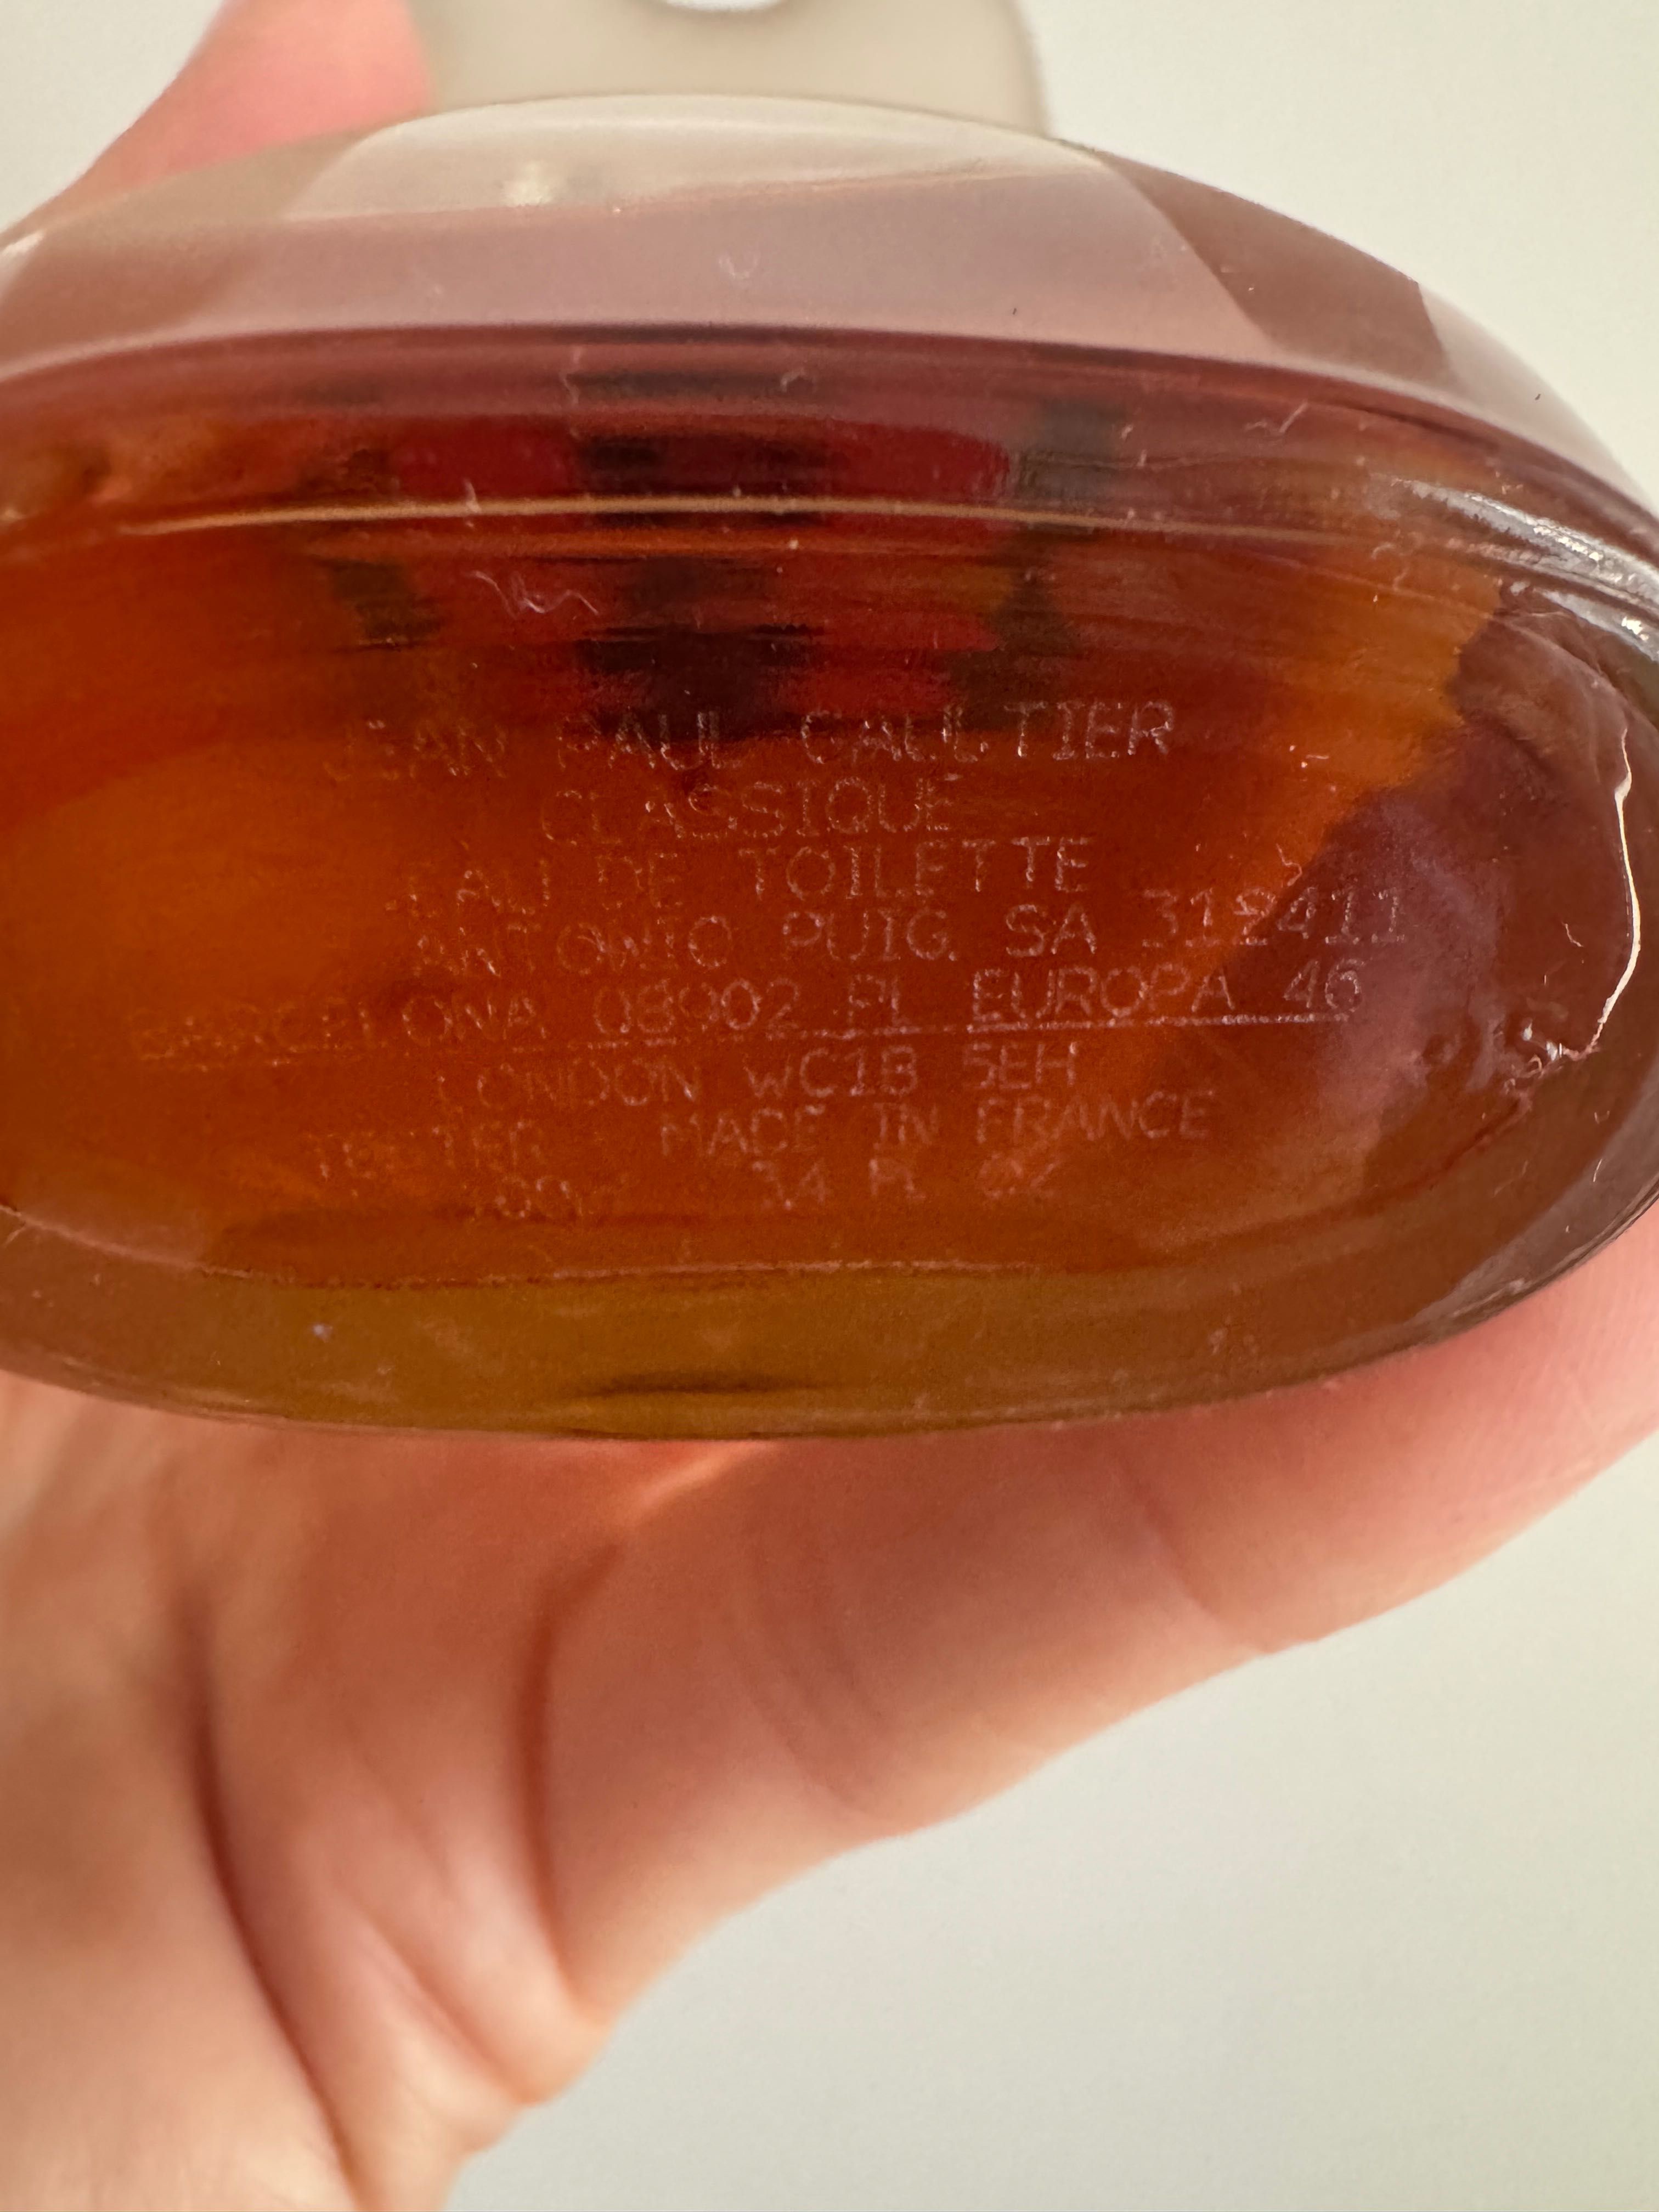 JEAN PAUL GAULTIER
CLASSIQUE
EAU DE TOILETTE
ANTONIO PUIG. SA
BARCELONA 08902 PL EUROPA 46
LONDON WC1B 5EH
TESTER MADE IN FRANCE
3.4 FL OZ